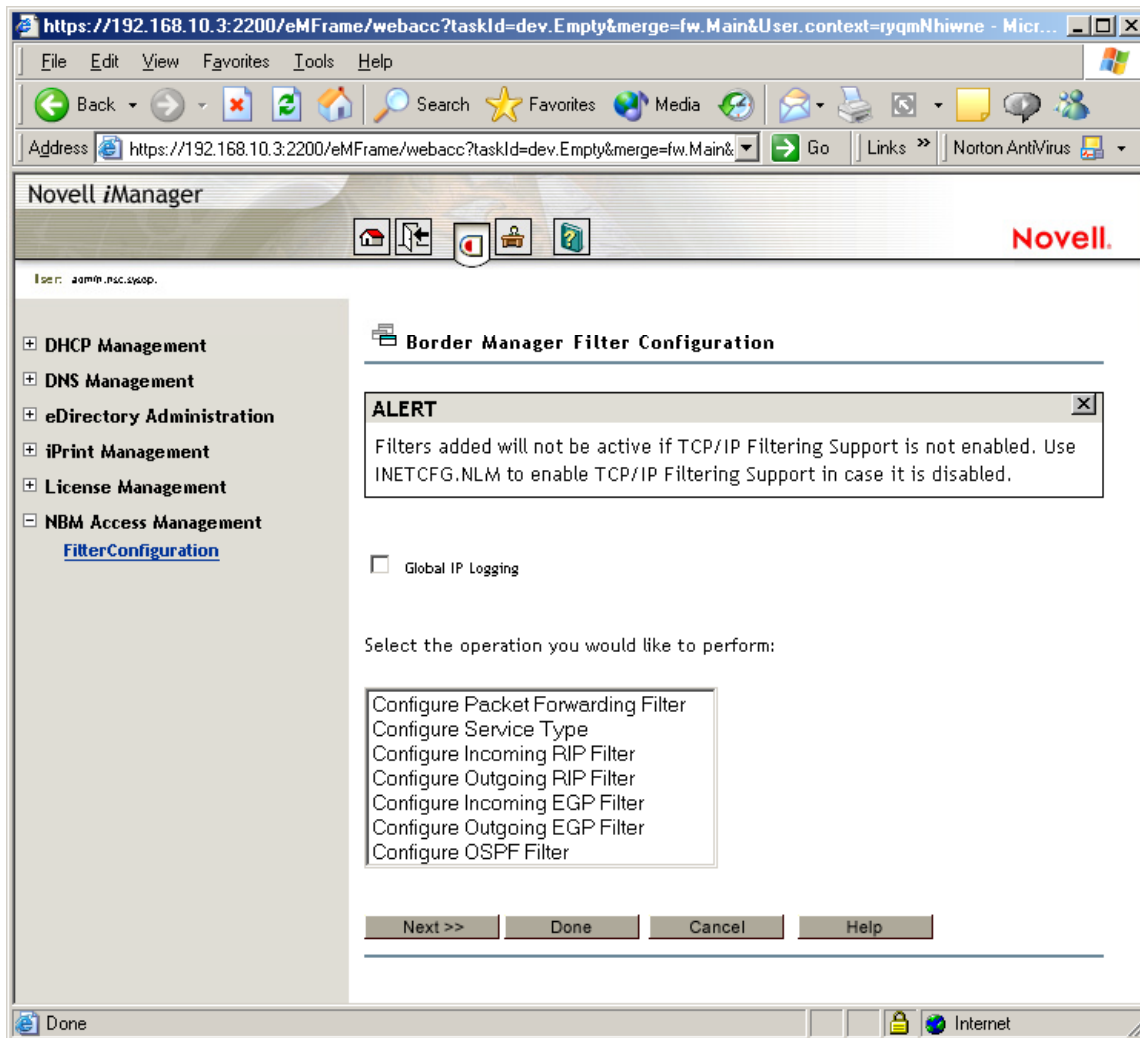 https://192.168.10.3:2200/eMFrame/webacc?taskId=dev.Empty&merge=fw.Main&User.context=ryqmNhiwne - Micr...
File Edit View Favorites Tools Help
Back Search Favorites Media
Address https://192.168.10.3:2200/eMFrame/webacc?taskId=dev.Empty&merge=fw.Main& Go Links » Norton AntiVirus
Novell iManager
Novell.
User: admin.nsc.sysop.
DHCP Management
DNS Management
eDirectory Administration
iPrint Management
License Management
NBM Access Management
FilterConfiguration
Border Manager Filter Configuration
ALERT
Filters added will not be active if TCP/IP Filtering Support is not enabled. Use
INETCFG.NLM to enable TCP/IP Filtering Support in case it is disabled.
Global IP Logging
Select the operation you would like to perform:
Configure Packet Forwarding Filter
Configure Service Type
Configure Incoming RIP Filter
Configure Outgoing RIP Filter
Configure Incoming EGP Filter
Configure Outgoing EGP Filter
Configure OSPF Filter
Next >> Done Cancel Help
Done Internet